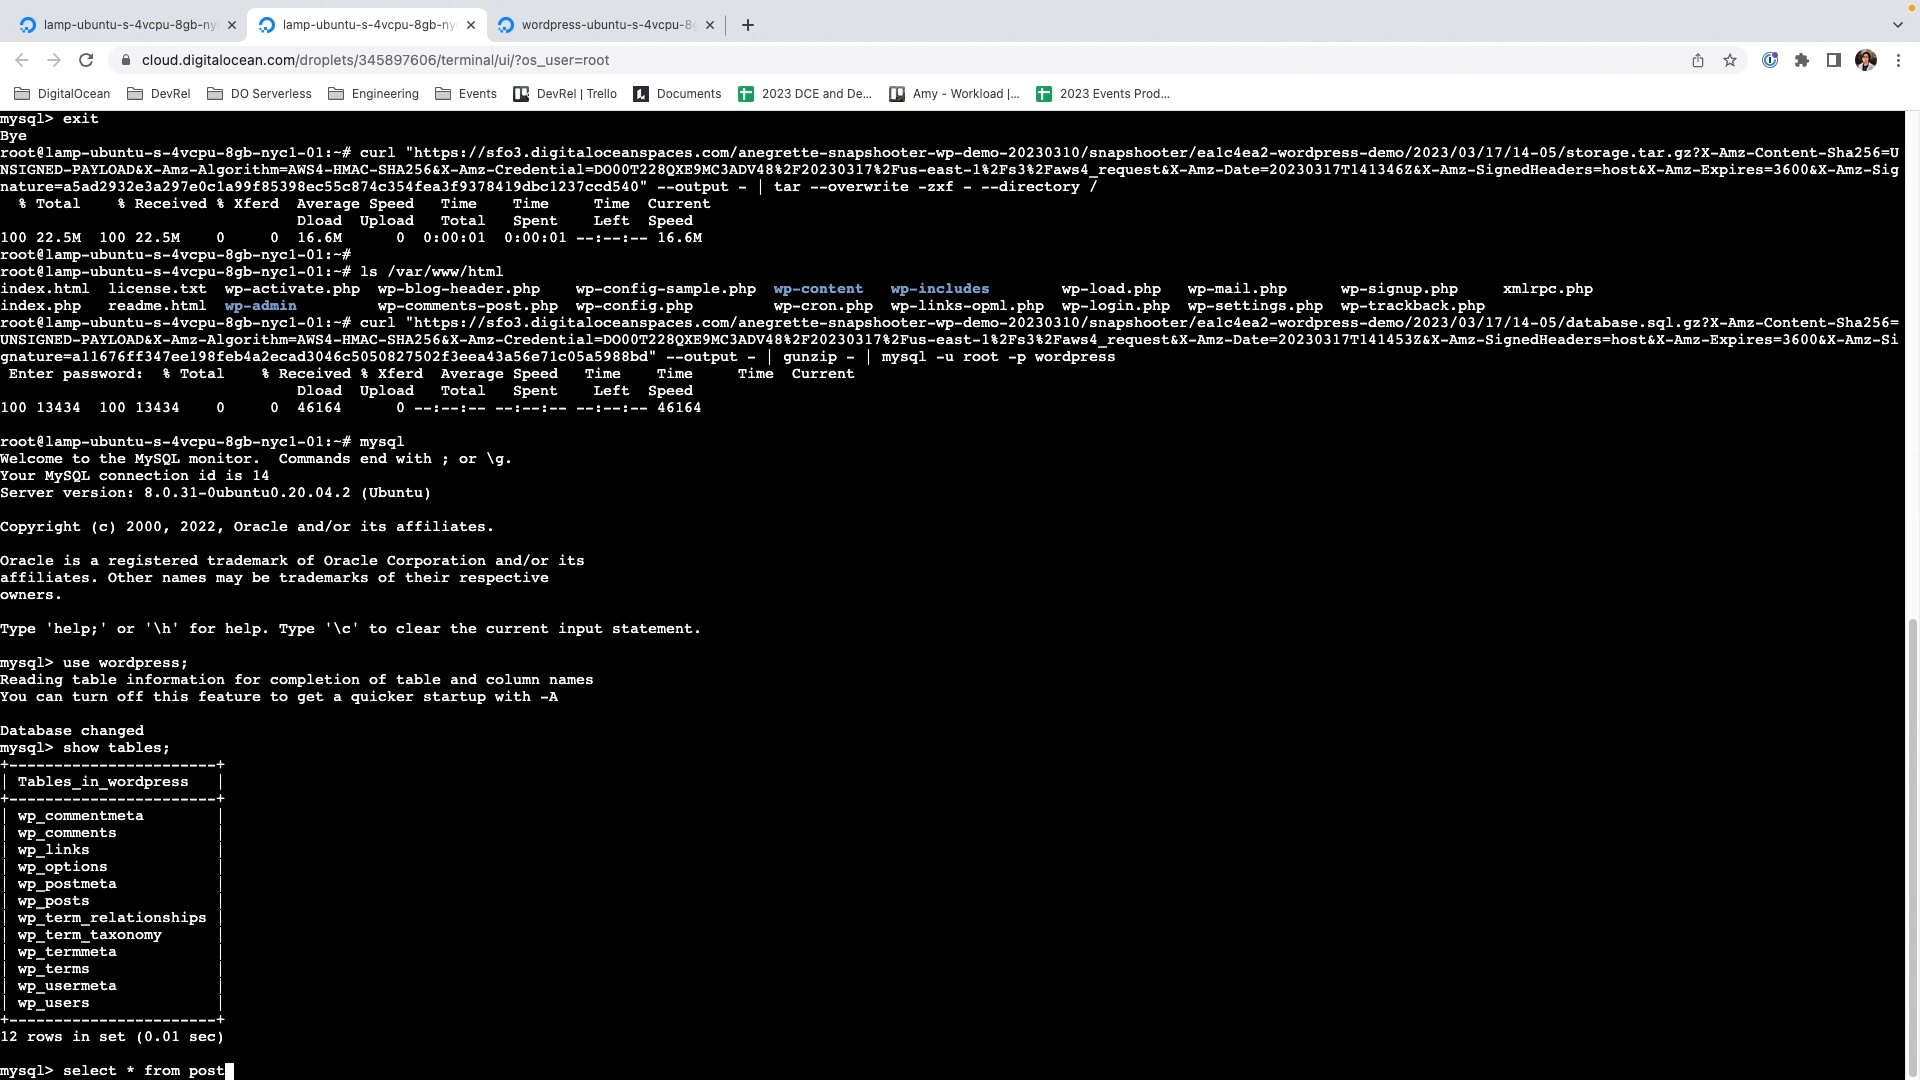 lamp-ubuntu-s-4vcpu-8gb-ny
lamp-ubuntu-s-4vcpu-8gb-ny
wordpress-ubuntu-s-4vcpu-8
cloud.digitalocean.com/droplets/345897606/terminal/ui/?os_user=root
DigitalOcean DevRel DO Serverless Engineering Events DevRel | Trello Documents 2023 DCE and De... Amy - Workload |... 2023 Events Prod...
mysql> exit
Bye
root@lamp-ubuntu-s-4vcpu-8gb-nyc1-01:~# curl "https://sfo3.digitaloceanspaces.com/anegrette-snapshooter-wp-demo-20230310/snapshooter/ea1c4ea2-wordpress-demo/2023/03/17/14-05/storage.tar.gz?X-Amz-Content-Sha256=U
NSIGNED-PAYLOAD&X-Amz-Algorithm=AWS4-HMAC-SHA256&X-Amz-Credential=DO00T228QXE9MC3ADV48%2F20230317%2Fus-east-1%2Fs3%2Faws4_request&X-Amz-Date=20230317T141346Z&X-Amz-SignedHeaders=host&X-Amz-Expires=3600&X-Amz-Sig
nature=a5ad2932e3a297e0c1a99f85398ec55c874c354fea3f9378419dbc1237ccd540" --output - | tar --overwrite -zxf - --directory /
% Total % Received % Xferd Average Speed Time Time Time Current
Dload Upload Total Spent Left Speed
100 22.5M 100 22.5M 0 0 16.6M 0 0:00:01 0:00:01 --:--:-- 16.6M
root@lamp-ubuntu-s-4vcpu-8gb-nyc1-01:~#
root@lamp-ubuntu-s-4vcpu-8gb-nyc1-01:~# ls /var/www/html
index.html license.txt wp-activate.php wp-blog-header.php wp-config-sample.php wp-content wp-includes wp-load.php wp-mail.php wp-signup.php xmlrpc.php
index.php readme.html wp-admin wp-comments-post.php wp-config.php wp-cron.php wp-links-opml.php wp-login.php wp-settings.php wp-trackback.php
root@lamp-ubuntu-s-4vcpu-8gb-nyc1-01:~# curl "https://sfo3.digitaloceanspaces.com/anegrette-snapshooter-wp-demo-20230310/snapshooter/ea1c4ea2-wordpress-demo/2023/03/17/14-05/database.sql.gz?X-Amz-Content-Sha256=
UNSIGNED-PAYLOAD&X-Amz-Algorithm=AWS4-HMAC-SHA256&X-Amz-Credential=DO00T228QXE9MC3ADV48%2F20230317%2Fus-east-1%2Fs3%2Faws4_request&X-Amz-Date=20230317T141453Z&X-Amz-SignedHeaders=host&X-Amz-Expires=3600&X-Amz-Si
gnature=a11676ff347ee198feb4a2ecad3046c5050827502f3eea43a56e71c05a5988bd" --output - | gunzip - | mysql -u root -p wordpress
Enter password: % Total % Received % Xferd Average Speed Time Time Time Current
Dload Upload Total Spent Left Speed
100 13434 100 13434 0 0 46164 0 --:--:-- --:--:-- --:--:-- 46164
root@lamp-ubuntu-s-4vcpu-8gb-nyc1-01:~# mysql
Welcome to the MySQL monitor. Commands end with ; or \g.
Your MySQL connection id is 14
Server version: 8.0.31-0ubuntu0.20.04.2 (Ubuntu)
Copyright (c) 2000, 2022, Oracle and/or its affiliates.
Oracle is a registered trademark of Oracle Corporation and/or its
affiliates. Other names may be trademarks of their respective
owners.
Type 'help;' or '\h' for help. Type '\c' to clear the current input statement.
mysql> use wordpress;
Reading table information for completion of table and column names
You can turn off this feature to get a quicker startup with -A
Database changed
mysql> show tables;
+-----------------------+
| Tables_in_wordpress |
+-----------------------+
| wp_commentmeta |
| wp_comments |
| wp_links |
| wp_options |
| wp_postmeta |
| wp_posts |
| wp_term_relationships |
| wp_term_taxonomy |
| wp_termmeta |
| wp_terms |
| wp_usermeta |
| wp_users |
+-----------------------+
12 rows in set (0.01 sec)
mysql> select * from post